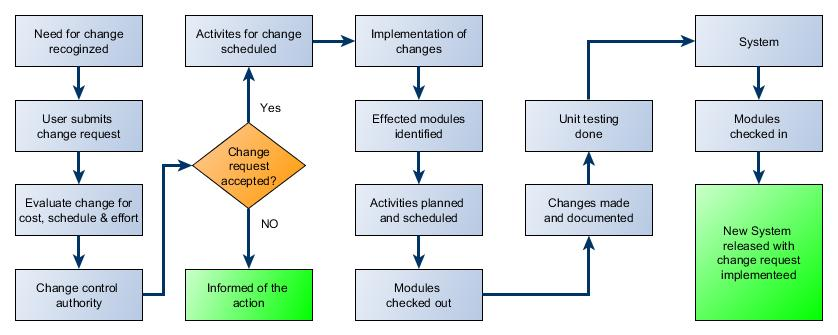 Need for change
recoginzed
User submits
change request
Evaluate change for
cost, schedule & effort
Change control
authority
Activites for change
scheduled
Yes
Change
request
accepted?
NO
Informed of the
action
Implementation of
changes
Effected modules
identified
Activities planned
and scheduled
Modules
checked out
Unit testing
done
Changes made
and documented
System
Modules
checked in
New System
released with
change request
implementeed